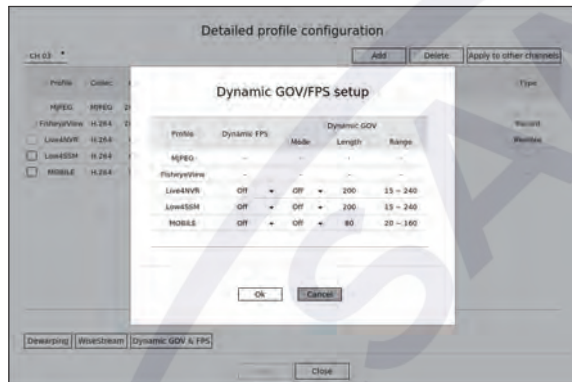 Detailed profile configuration
CH 03
Add
Delete
Apply to other channels
Profile Codec Type
MJPEG MJPEG
FisheyeView H.264 Record
Live4NVR H.264 Remote
Low4SSM H.264
MOBILE H.264
Dynamic GOV/FPS setup
Profile Dynamic FPS Dynamic GOV
Mode Length Range
MJPEG - - - -
FisheyeView - - - -
Live4NVR Off Off 200 15 ~ 240
Low4SSM Off Off 200 15 ~ 240
MOBILE Off Off 80 20 ~ 160
Ok
Cancel
Dewarping
WiseStream
Dynamic GOV & FPS
Close